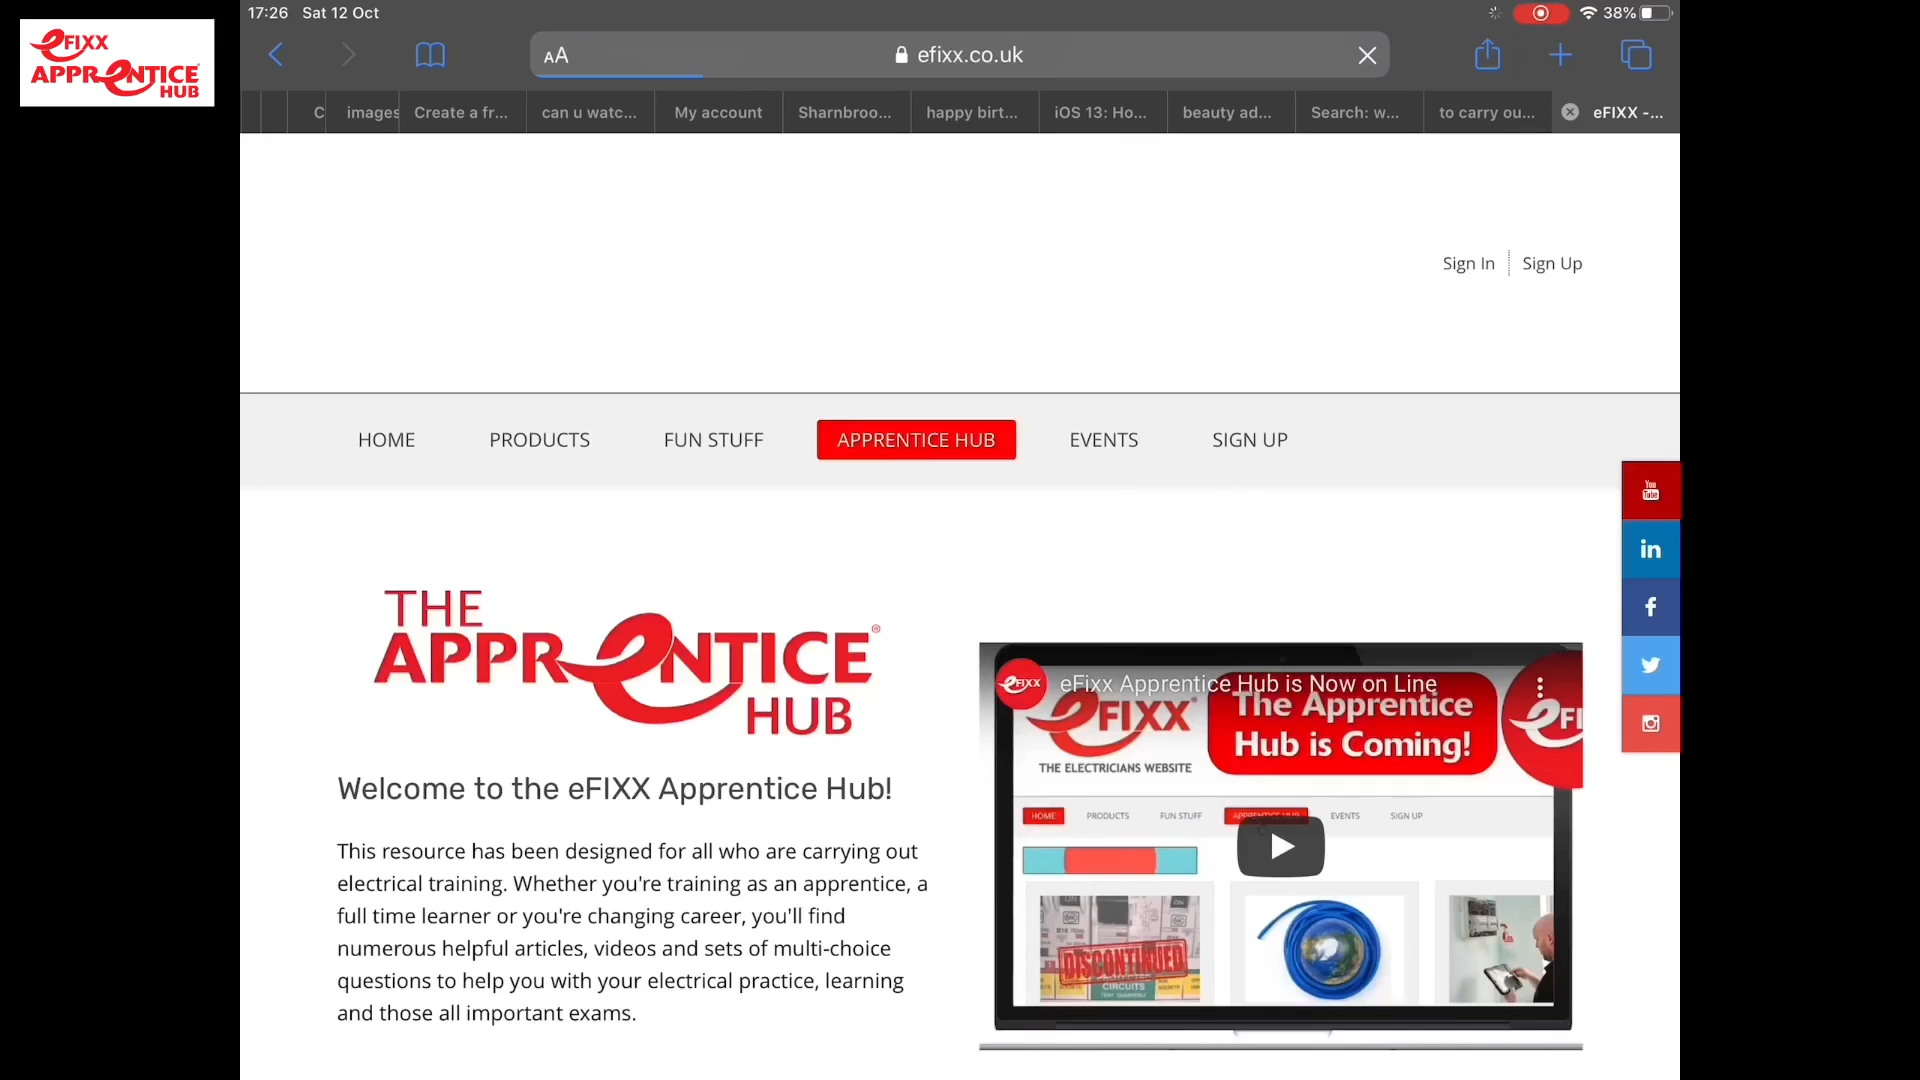 17:26 Sat 12 Oct
38%
eFIXX
APPRENTICE
HUB
AA
efixx.co.uk
C
images
Create a fr...
can u watc...
My account
Sharnbroo...
happy birt...
iOS 13: Ho...
beauty ad...
Search: w...
to carry ou...
eFIXX -...
Sign In
Sign Up
HOME
PRODUCTS
FUN STUFF
APPRENTICE HUB
EVENTS
SIGN UP
You
Tube
in
f
THE
APPRENTICE®
HUB
Welcome to the eFIXX Apprentice Hub!
This resource has been designed for all who are carrying out
electrical training. Whether you're training as an apprentice, a
full time learner or you're changing career, you'll find
numerous helpful articles, videos and sets of multi-choice
questions to help you with your electrical practice, learning
and those all important exams.
eFIXX
eFixx Apprentice Hub is Now on Line
eFIXX
The Apprentice
Hub is Coming!
eFI
THE ELECTRICIANS WEBSITE
HOME
PRODUCTS
FUN STUFF
APPRENTICE HUB
EVENTS
SIGN UP
DISCONTINUED
CIRCUITS